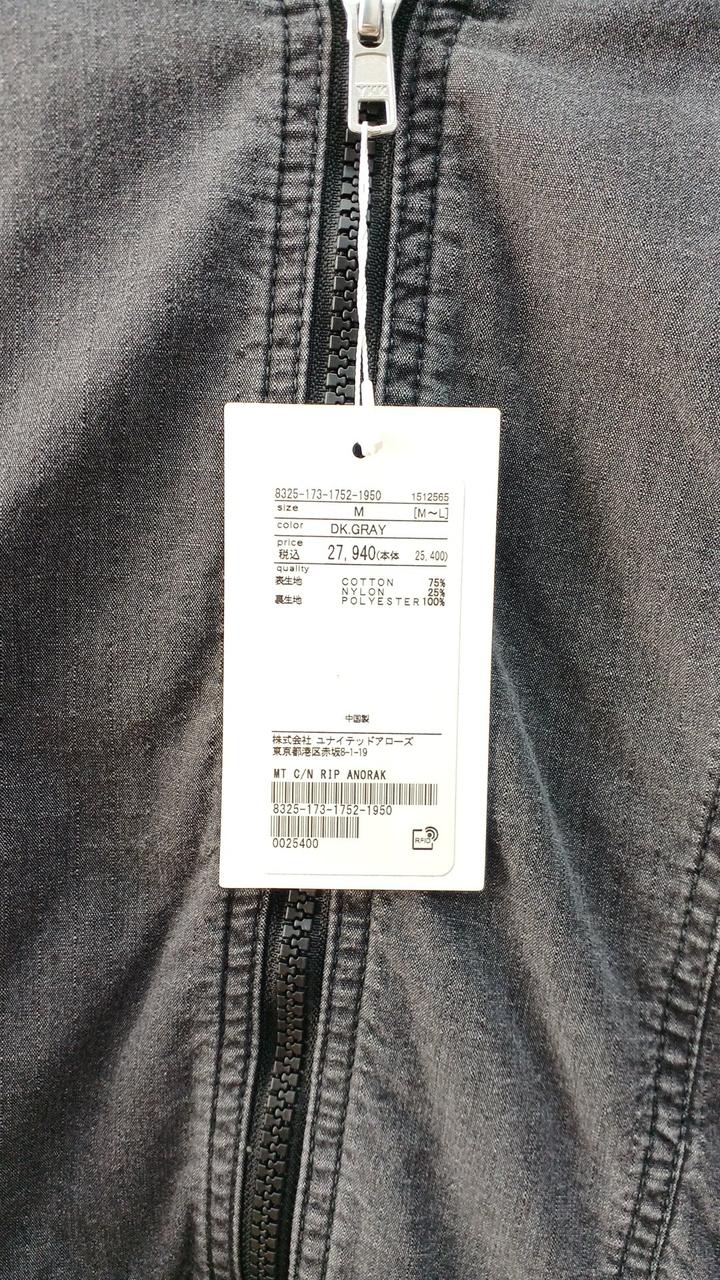 YKK
8325-173-1752-1950 1512565
size M [M～L]
color DK.GRAY
price
税込 27,940(本体 25,400)
quality
表生地 COTTON 75%
NYLON 25%
裏生地 POLYESTER100%
中国製
株式会社 ユナイテッドアローズ
東京都港区赤坂8-1-19
MT C/N RIP ANORAK
8325-173-1752-1950
0025400
RFID